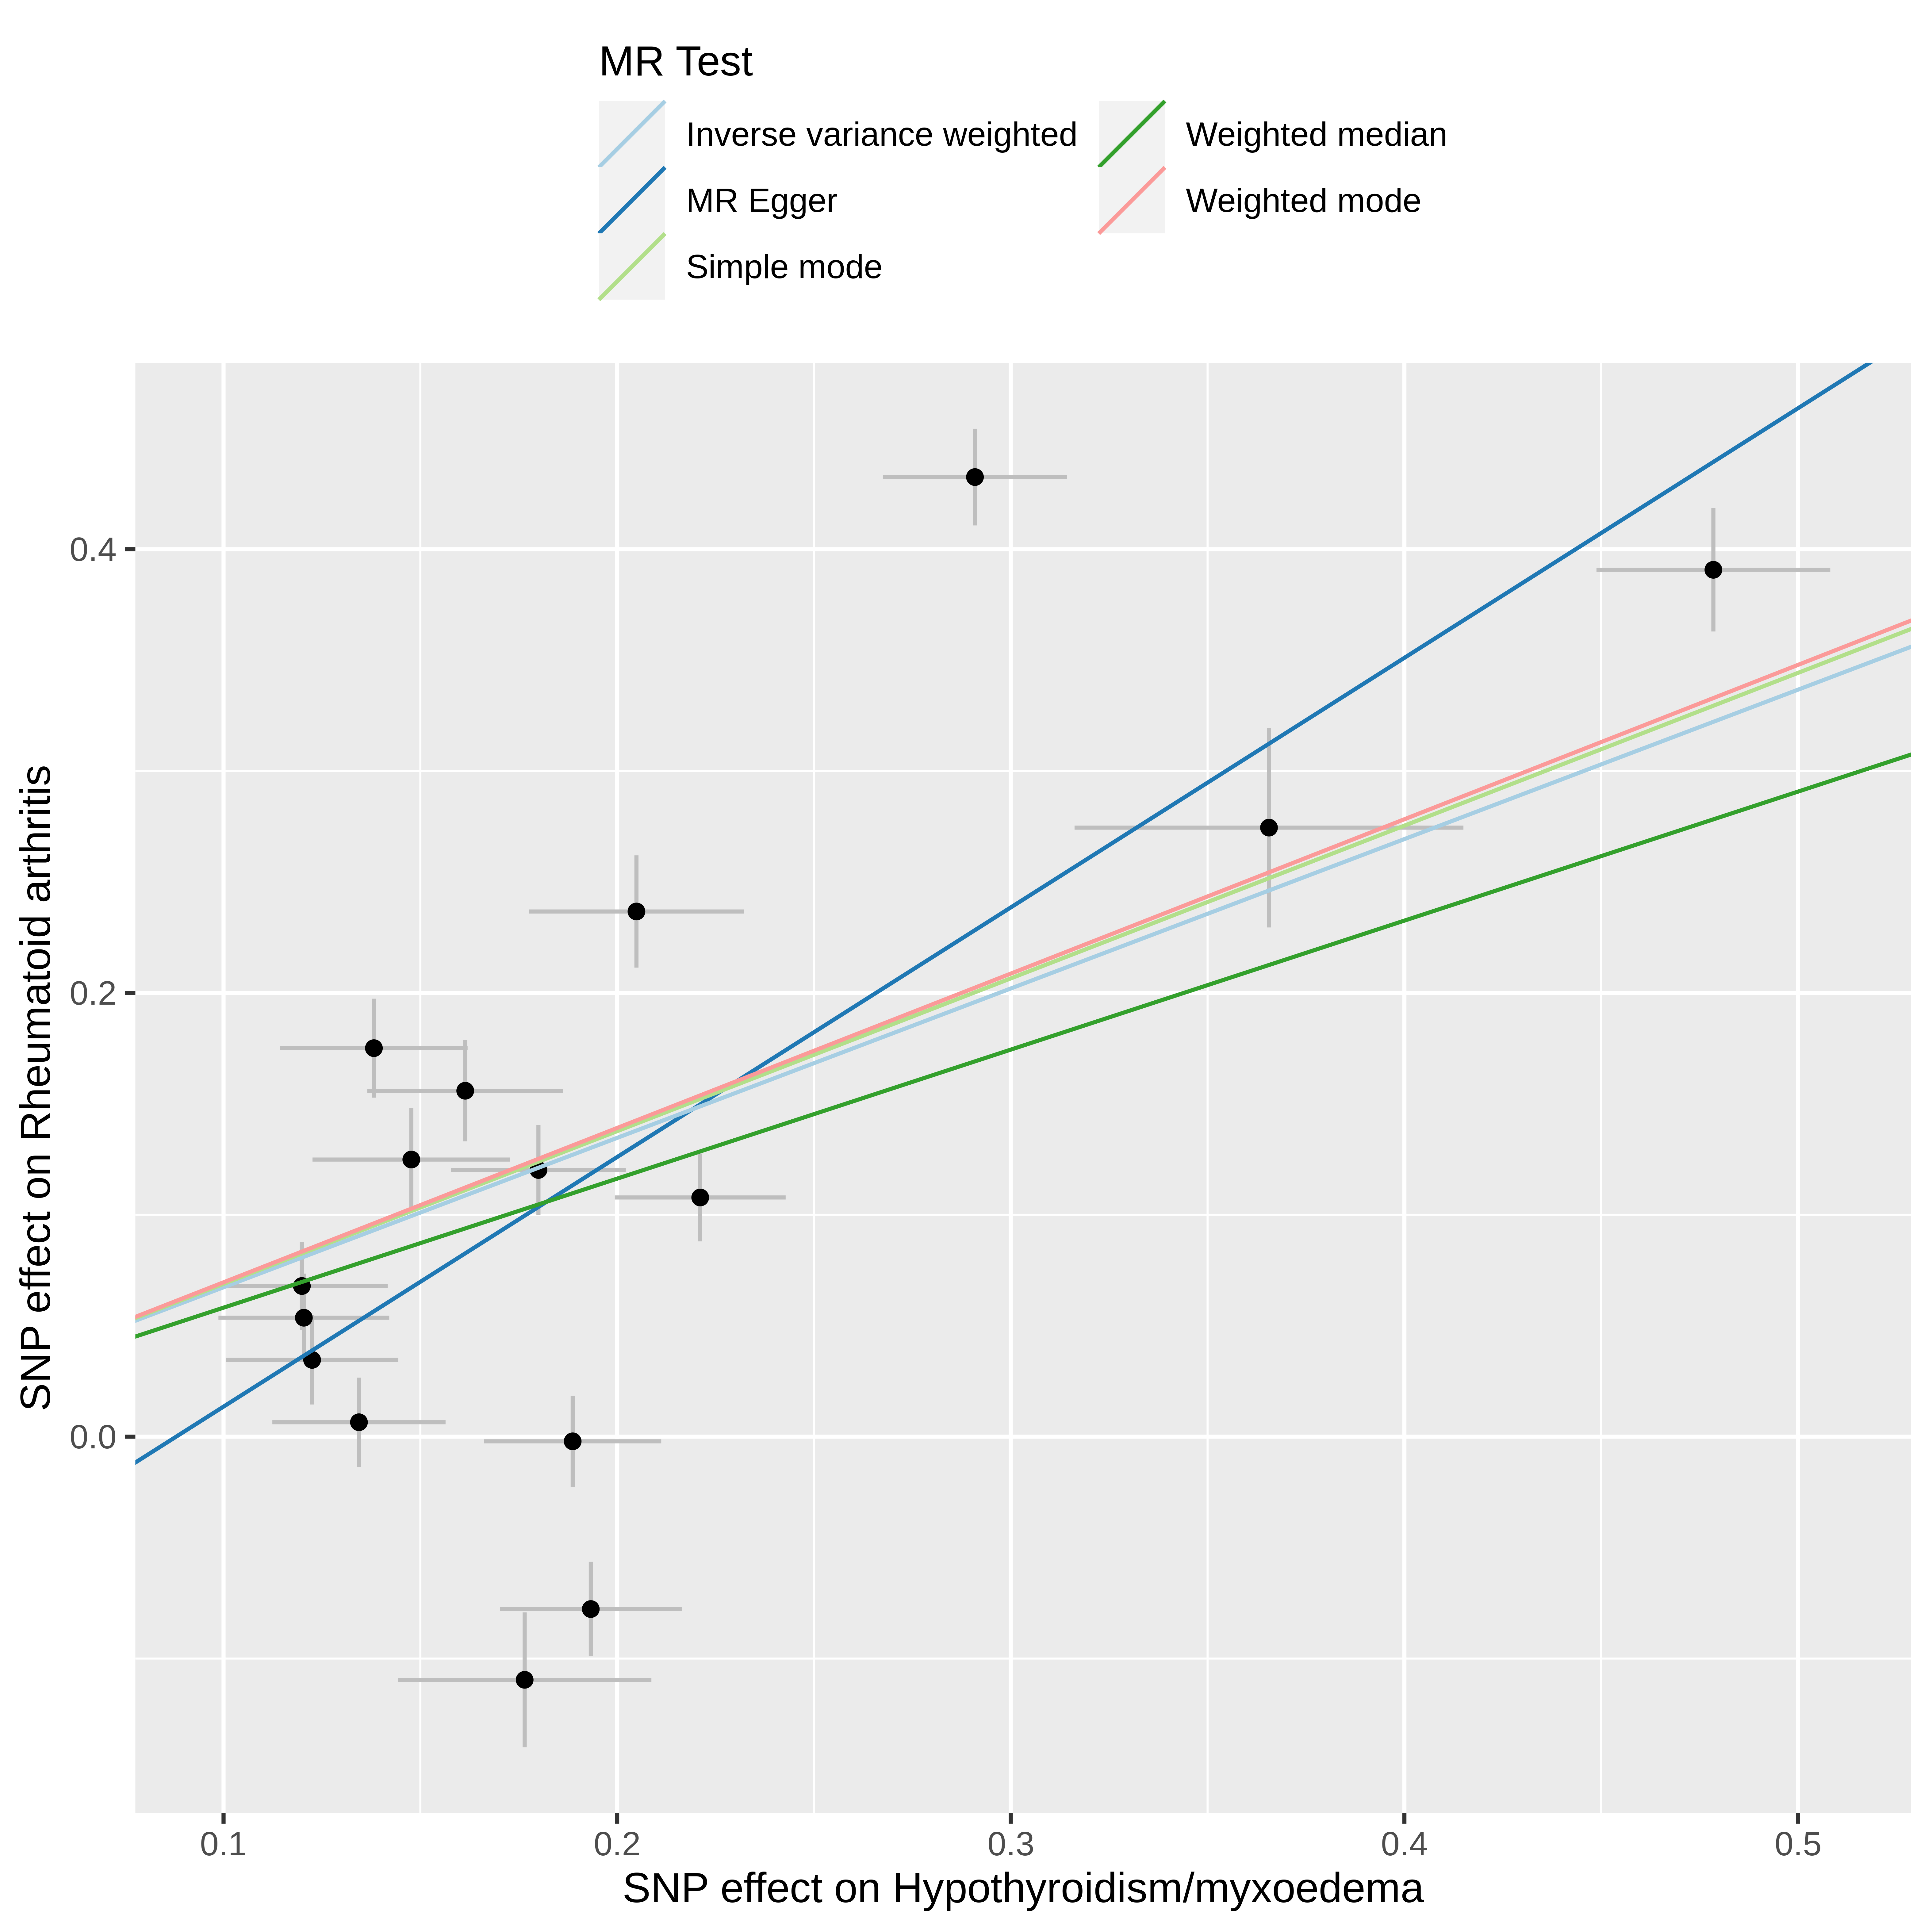 MR Test
Inverse variance weighted
MR Egger
Simple mode
Weighted median
Weighted mode
SNP effect on Rheumatoid arthritis
0.4
0.2
0.0
0.1
0.2
0.3
0.4
0.5
SNP effect on Hypothyroidism/myxoedema